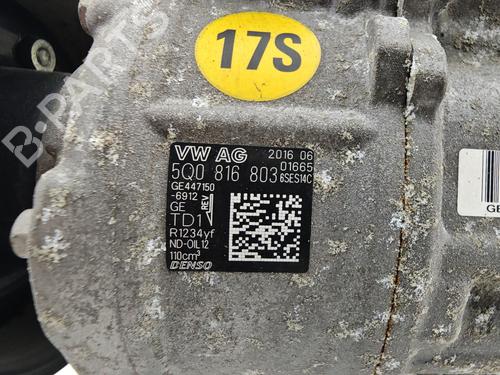 17S
VW AG 2016 06
01665
5Q0 816 803 6SES14C
GE447150
-6912
GE REV
TD1
R1234yf
ND-OIL12
110cm³
DENSO
GE
B-PARTS